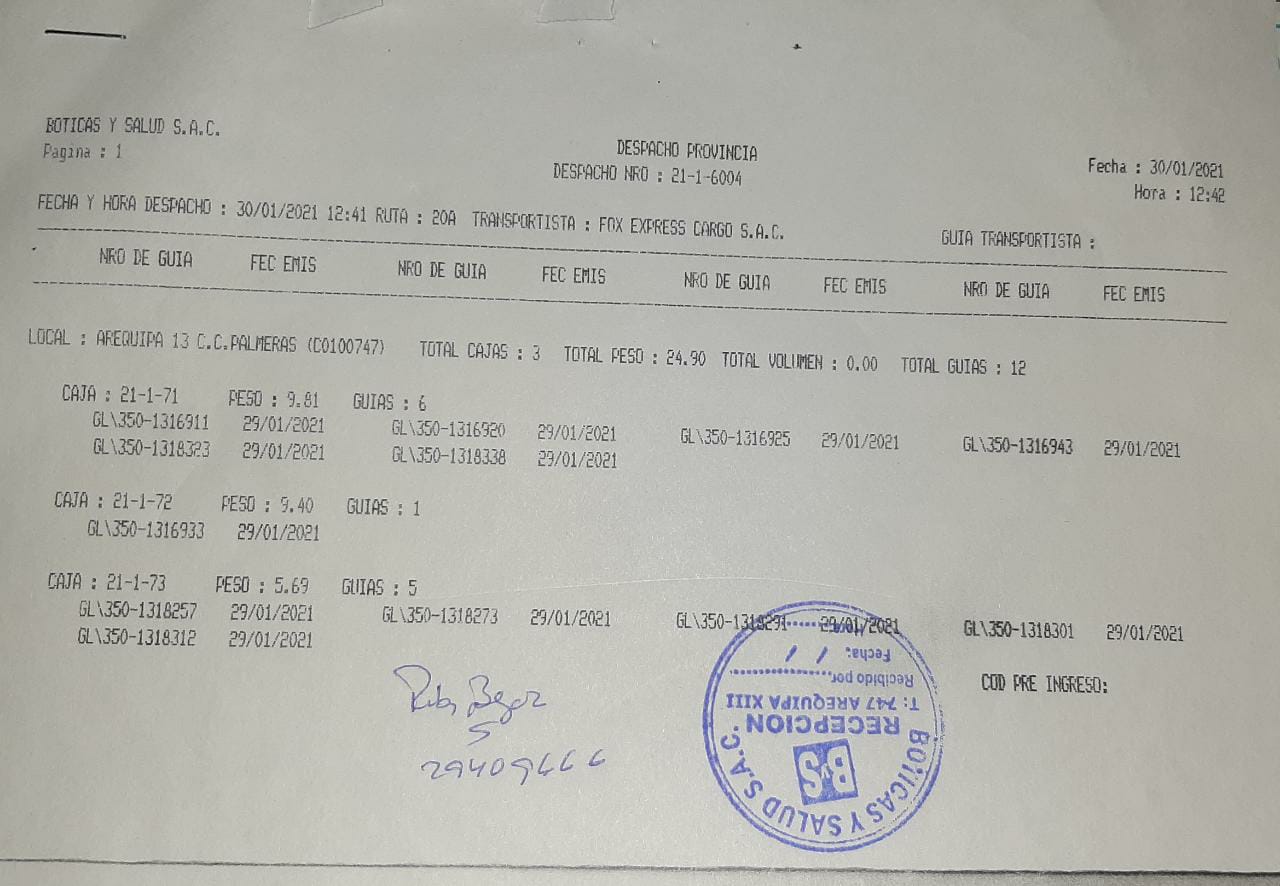 BOTICAS Y SALUD S.A.C.
Pagina : 1
DESPACHO PROVINCIA
DESPACHO NRO : 21-1-6004
Fecha : 30/01/2021
Hora : 12:42
FECHA Y HORA DESPACHO : 30/01/2021 12:41 RUTA : 20A TRANSPORTISTA : FOX EXPRESS CARGO S.A.C.
GUIA TRANSPORTISTA :
NRO DE GUIA FEC EMIS NRO DE GUIA FEC EMIS NRO DE GUIA FEC EMIS NRO DE GUIA FEC EMIS
LOCAL : AREQUIPA 13 C.C.PALMERAS (C0100747) TOTAL CAJAS : 3 TOTAL PESO : 24.90 TOTAL VOLUMEN : 0.00 TOTAL GUIAS : 12
CAJA : 21-1-71 PESO : 9.81 GUIAS : 6
GL\350-1316911 29/01/2021 GL\350-1316920 29/01/2021 GL\350-1316925 29/01/2021 GL\350-1316943 29/01/2021
GL\350-1318323 29/01/2021 GL\350-1318338 29/01/2021
CAJA : 21-1-72 PESO : 9.40 GUIAS : 1
GL\350-1316933 29/01/2021
CAJA : 21-1-73 PESO : 5.69 GUIAS : 5
GL\350-1318257 29/01/2021 GL\350-1318273 29/01/2021 GL\350-1318291 29/01/2021 GL\350-1318301 29/01/2021
GL\350-1318312 29/01/2021
COD PRE INGRESO:
29409666
BOTICAS Y SALUD S.A.C.
B&S
RECEPCION
T: 747 AREQUIPA XIII
Recibido por:
Fecha: / /